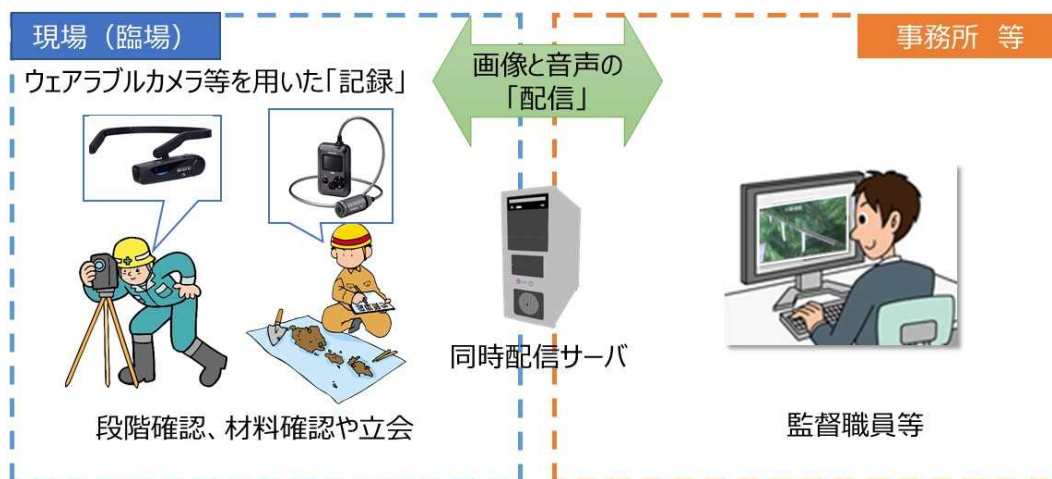 現場（臨場）
事務所 等
ウェアラブルカメラ等を用いた「記録」
画像と音声の
「配信」
同時配信サーバ
段階確認、材料確認や立会
監督職員等